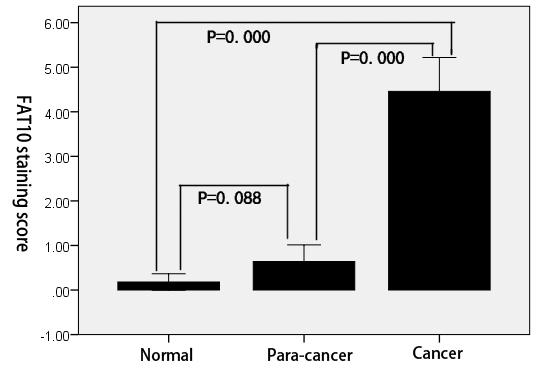 6.00
5.00
4.00
3.00
2.00
1.00
.00
-1.00
FAT10 staining score
P=0. 000
P=0. 000
P=0. 088
Normal
Para-cancer
Cancer